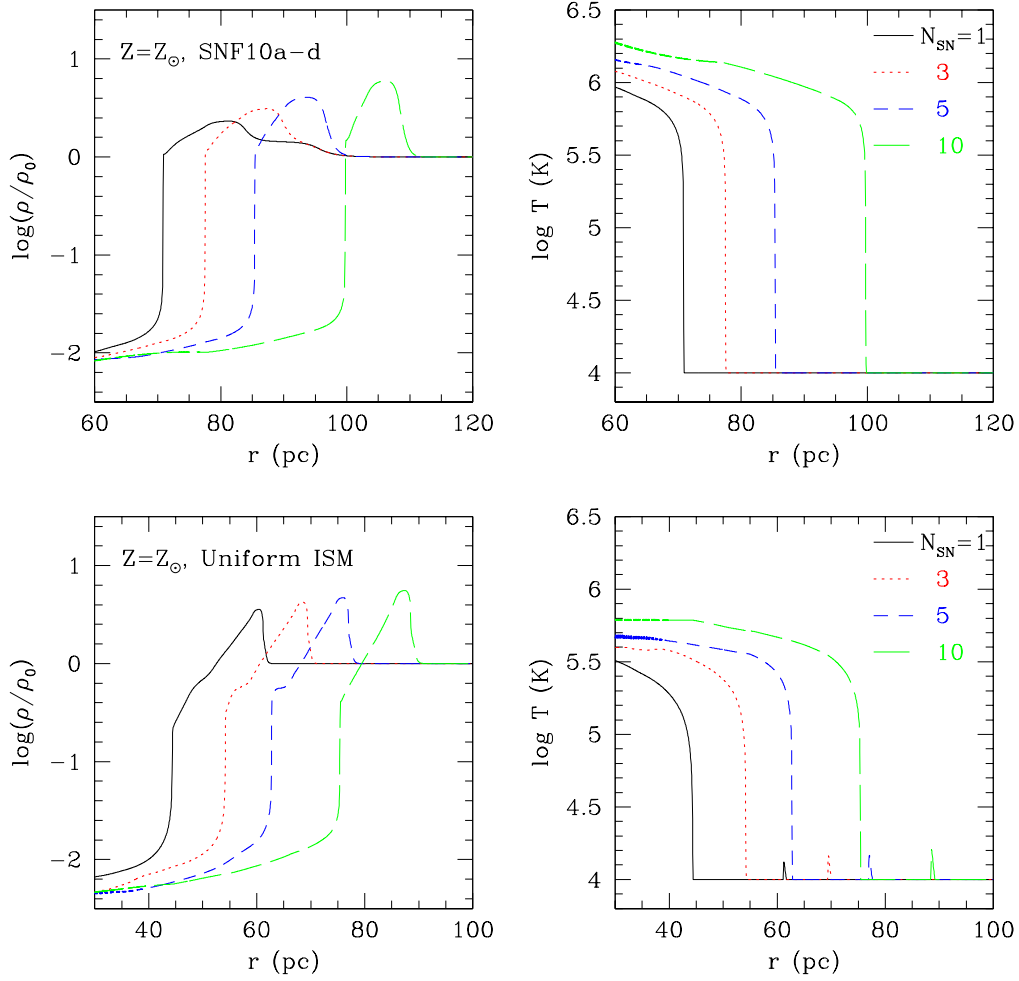 Z=Z⊙, SNF10a-d
log(ρ/ρ0)
1
0
−1
−2
60 80 100 120
r (pc)
NSN=1
3
5
10
log T (K)
6.5
6
5.5
5
4.5
4
60 80 100 120
r (pc)
Z=Z⊙, Uniform ISM
log(ρ/ρ0)
1
0
−1
−2
40 60 80 100
r (pc)
NSN=1
3
5
10
log T (K)
6.5
6
5.5
5
4.5
4
40 60 80 100
r (pc)